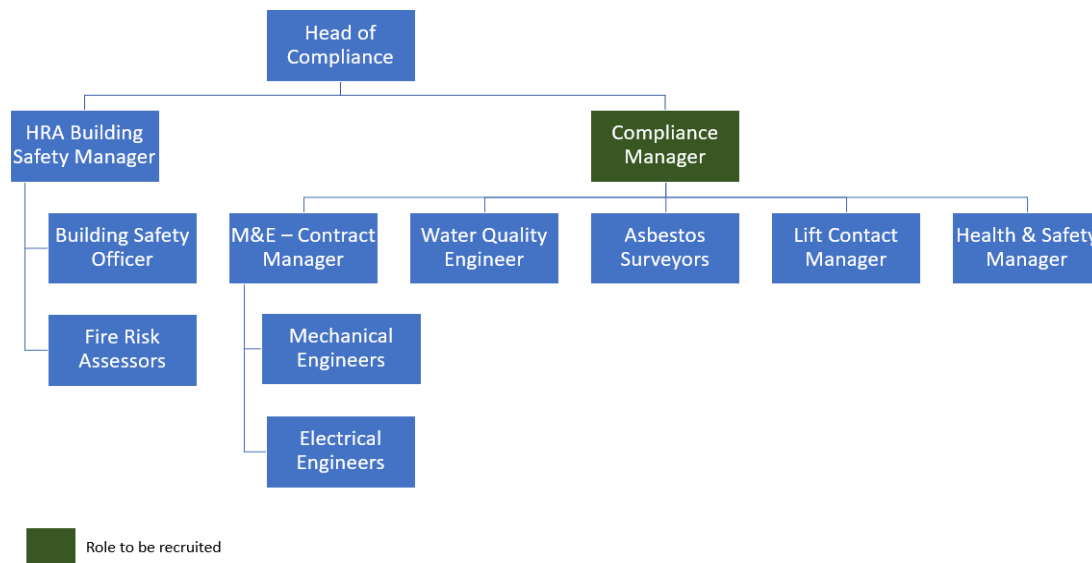 Head of
Compliance
HRA Building
Safety Manager
Compliance
Manager
Building Safety
Officer
M&E – Contract
Manager
Water Quality
Engineer
Asbestos
Surveyors
Lift Contact
Manager
Health & Safety
Manager
Fire Risk
Assessors
Mechanical
Engineers
Electrical
Engineers
Role to be recruited